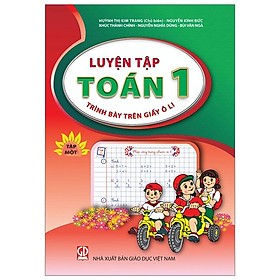 HUỲNH THỊ KIM TRANG (Chủ biên) - NGUYỄN KÍNH ĐỨC
KHÚC THÀNH CHÍNH - NGUYỄN NGHĨA DŨNG - BÙI VĂN NGÀ
LUYỆN TẬP
TOÁN 1
TRÌNH BÀY TRÊN GIẤY Ô LI
TẬP MỘT
NHÀ XUẤT BẢN GIÁO DỤC VIỆT NAM